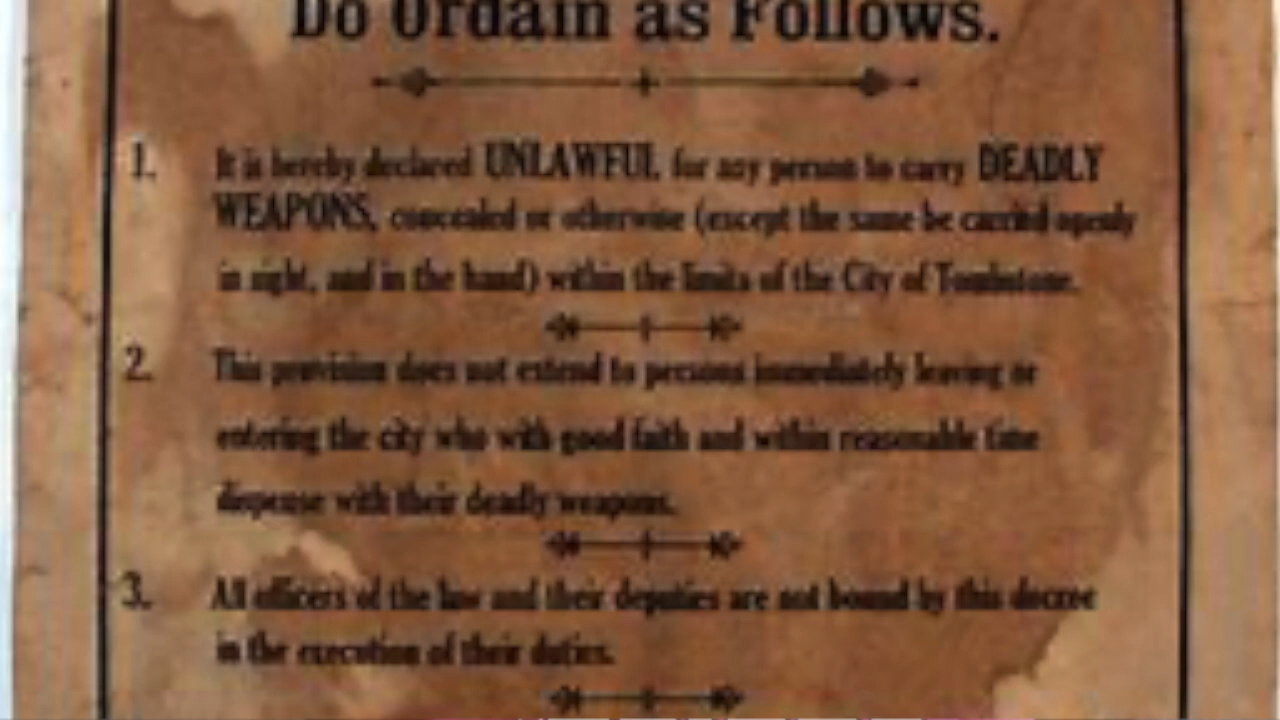 Do Ordain as Follows.
1. It is hereby declared UNLAWFUL for any person to carry DEADLY
WEAPONS, concealed or otherwise (except the same be carried openly
in sight, and in the hand) within the limits of the City of Tombstone.
2. This provision does not extend to persons immediately leaving or
entering the city who with good faith and within reasonable time
dispense with their deadly weapons.
3. All officers of the law and their deputies are not bound by this decree
in the execution of their duties.